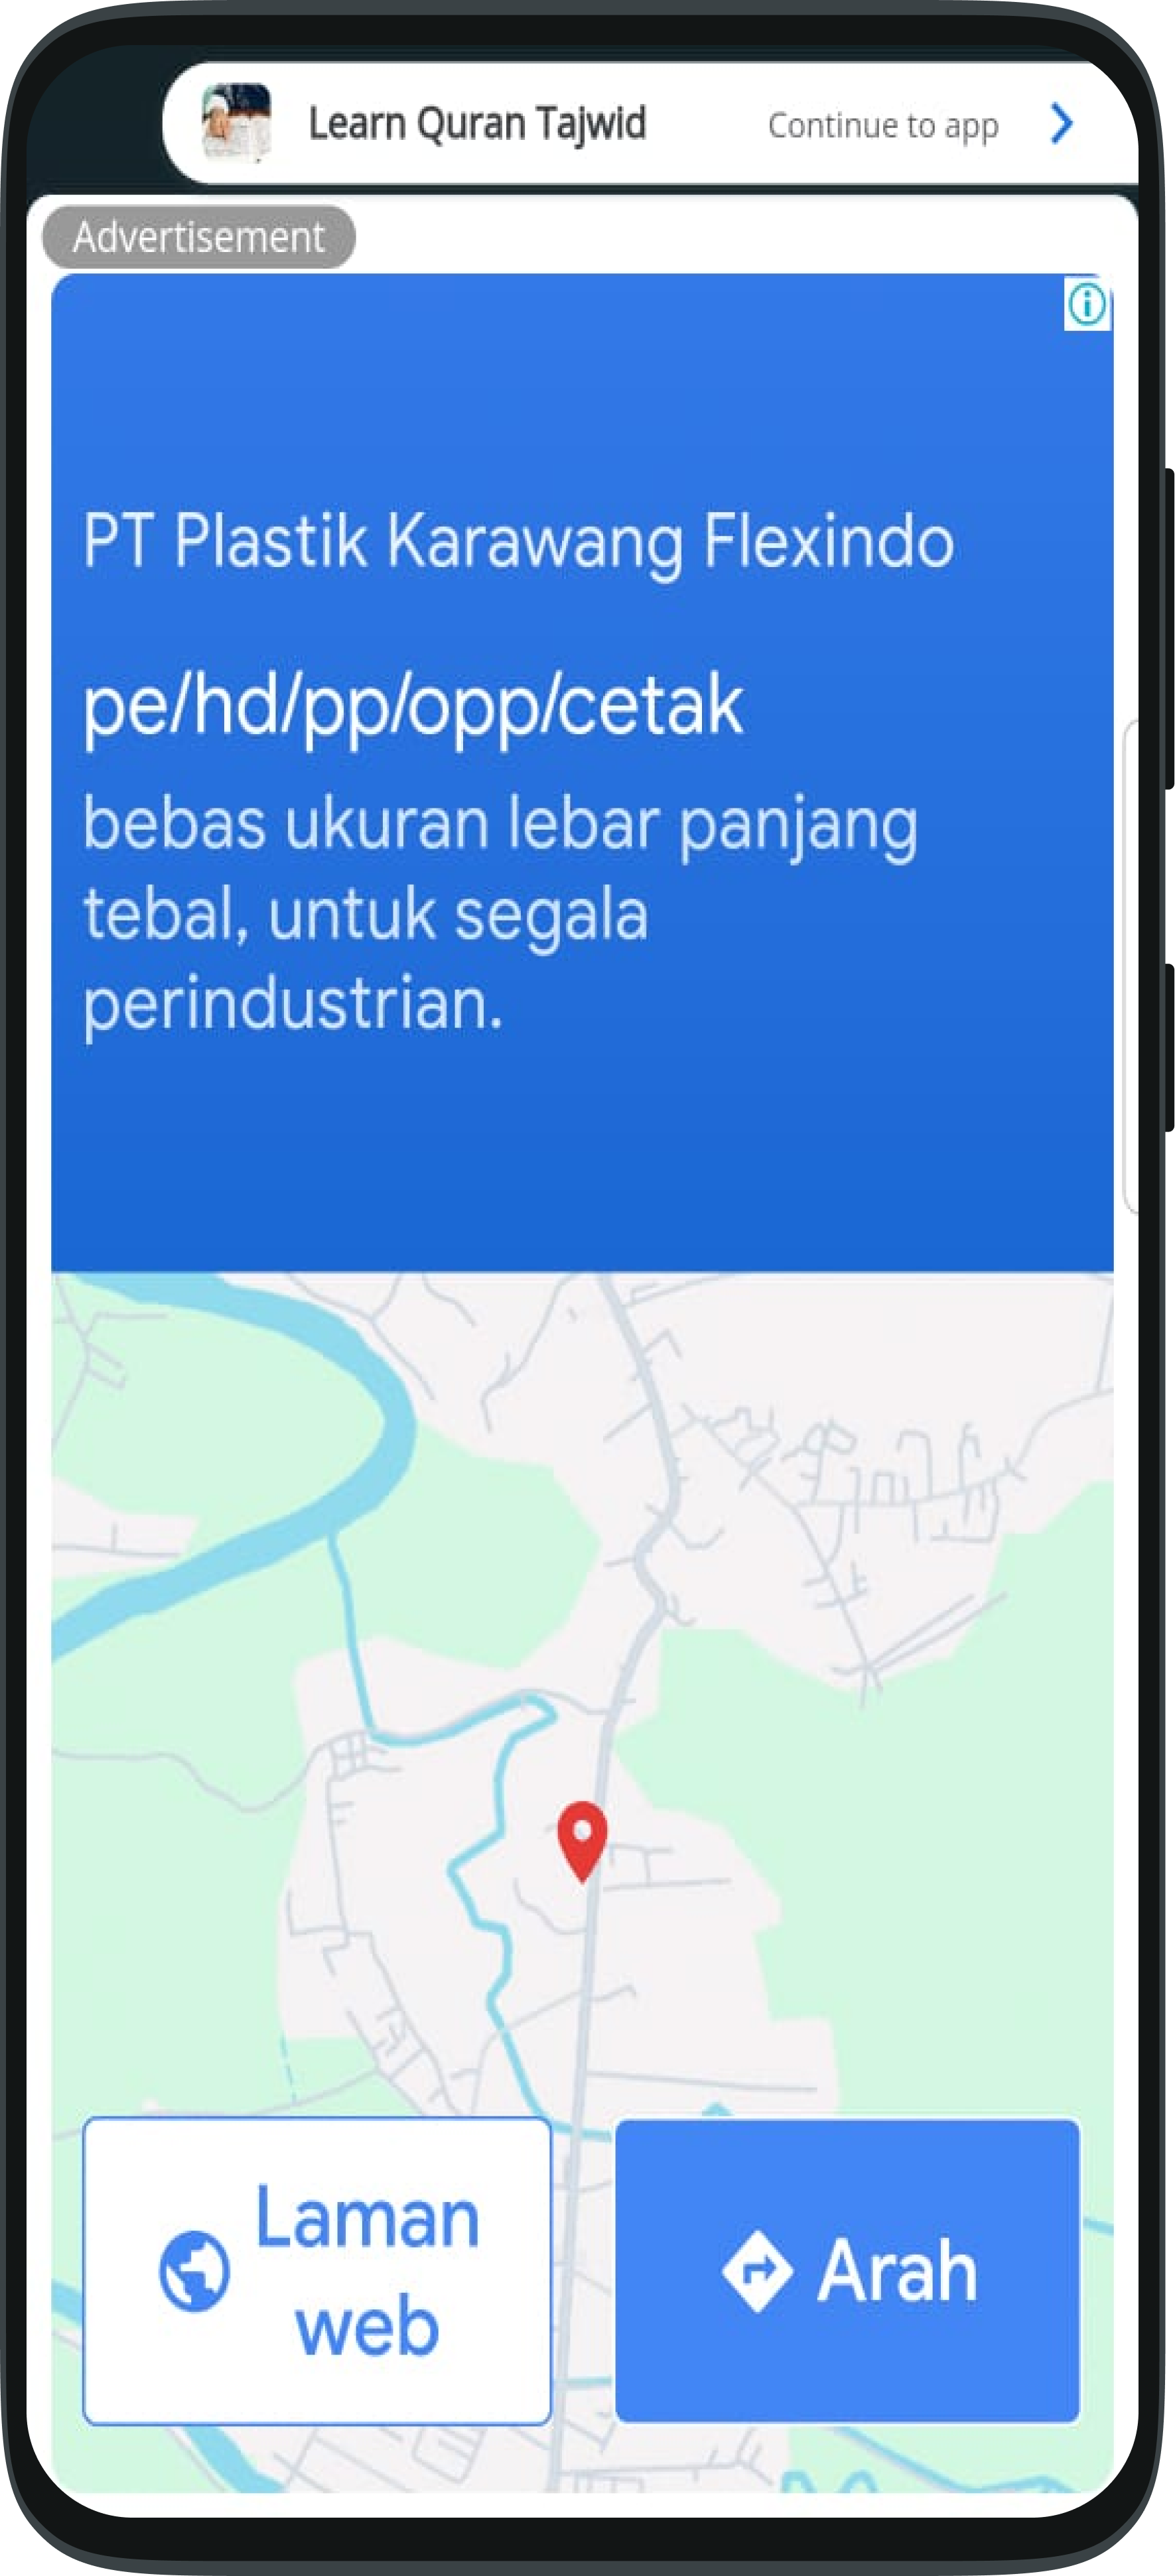 Learn Quran Tajwid
Continue to app
Advertisement
PT Plastik Karawang Flexindo
pe/hd/pp/opp/cetak
bebas ukuran lebar panjang
tebal, untuk segala
perindustrian.
Laman
web
Arah